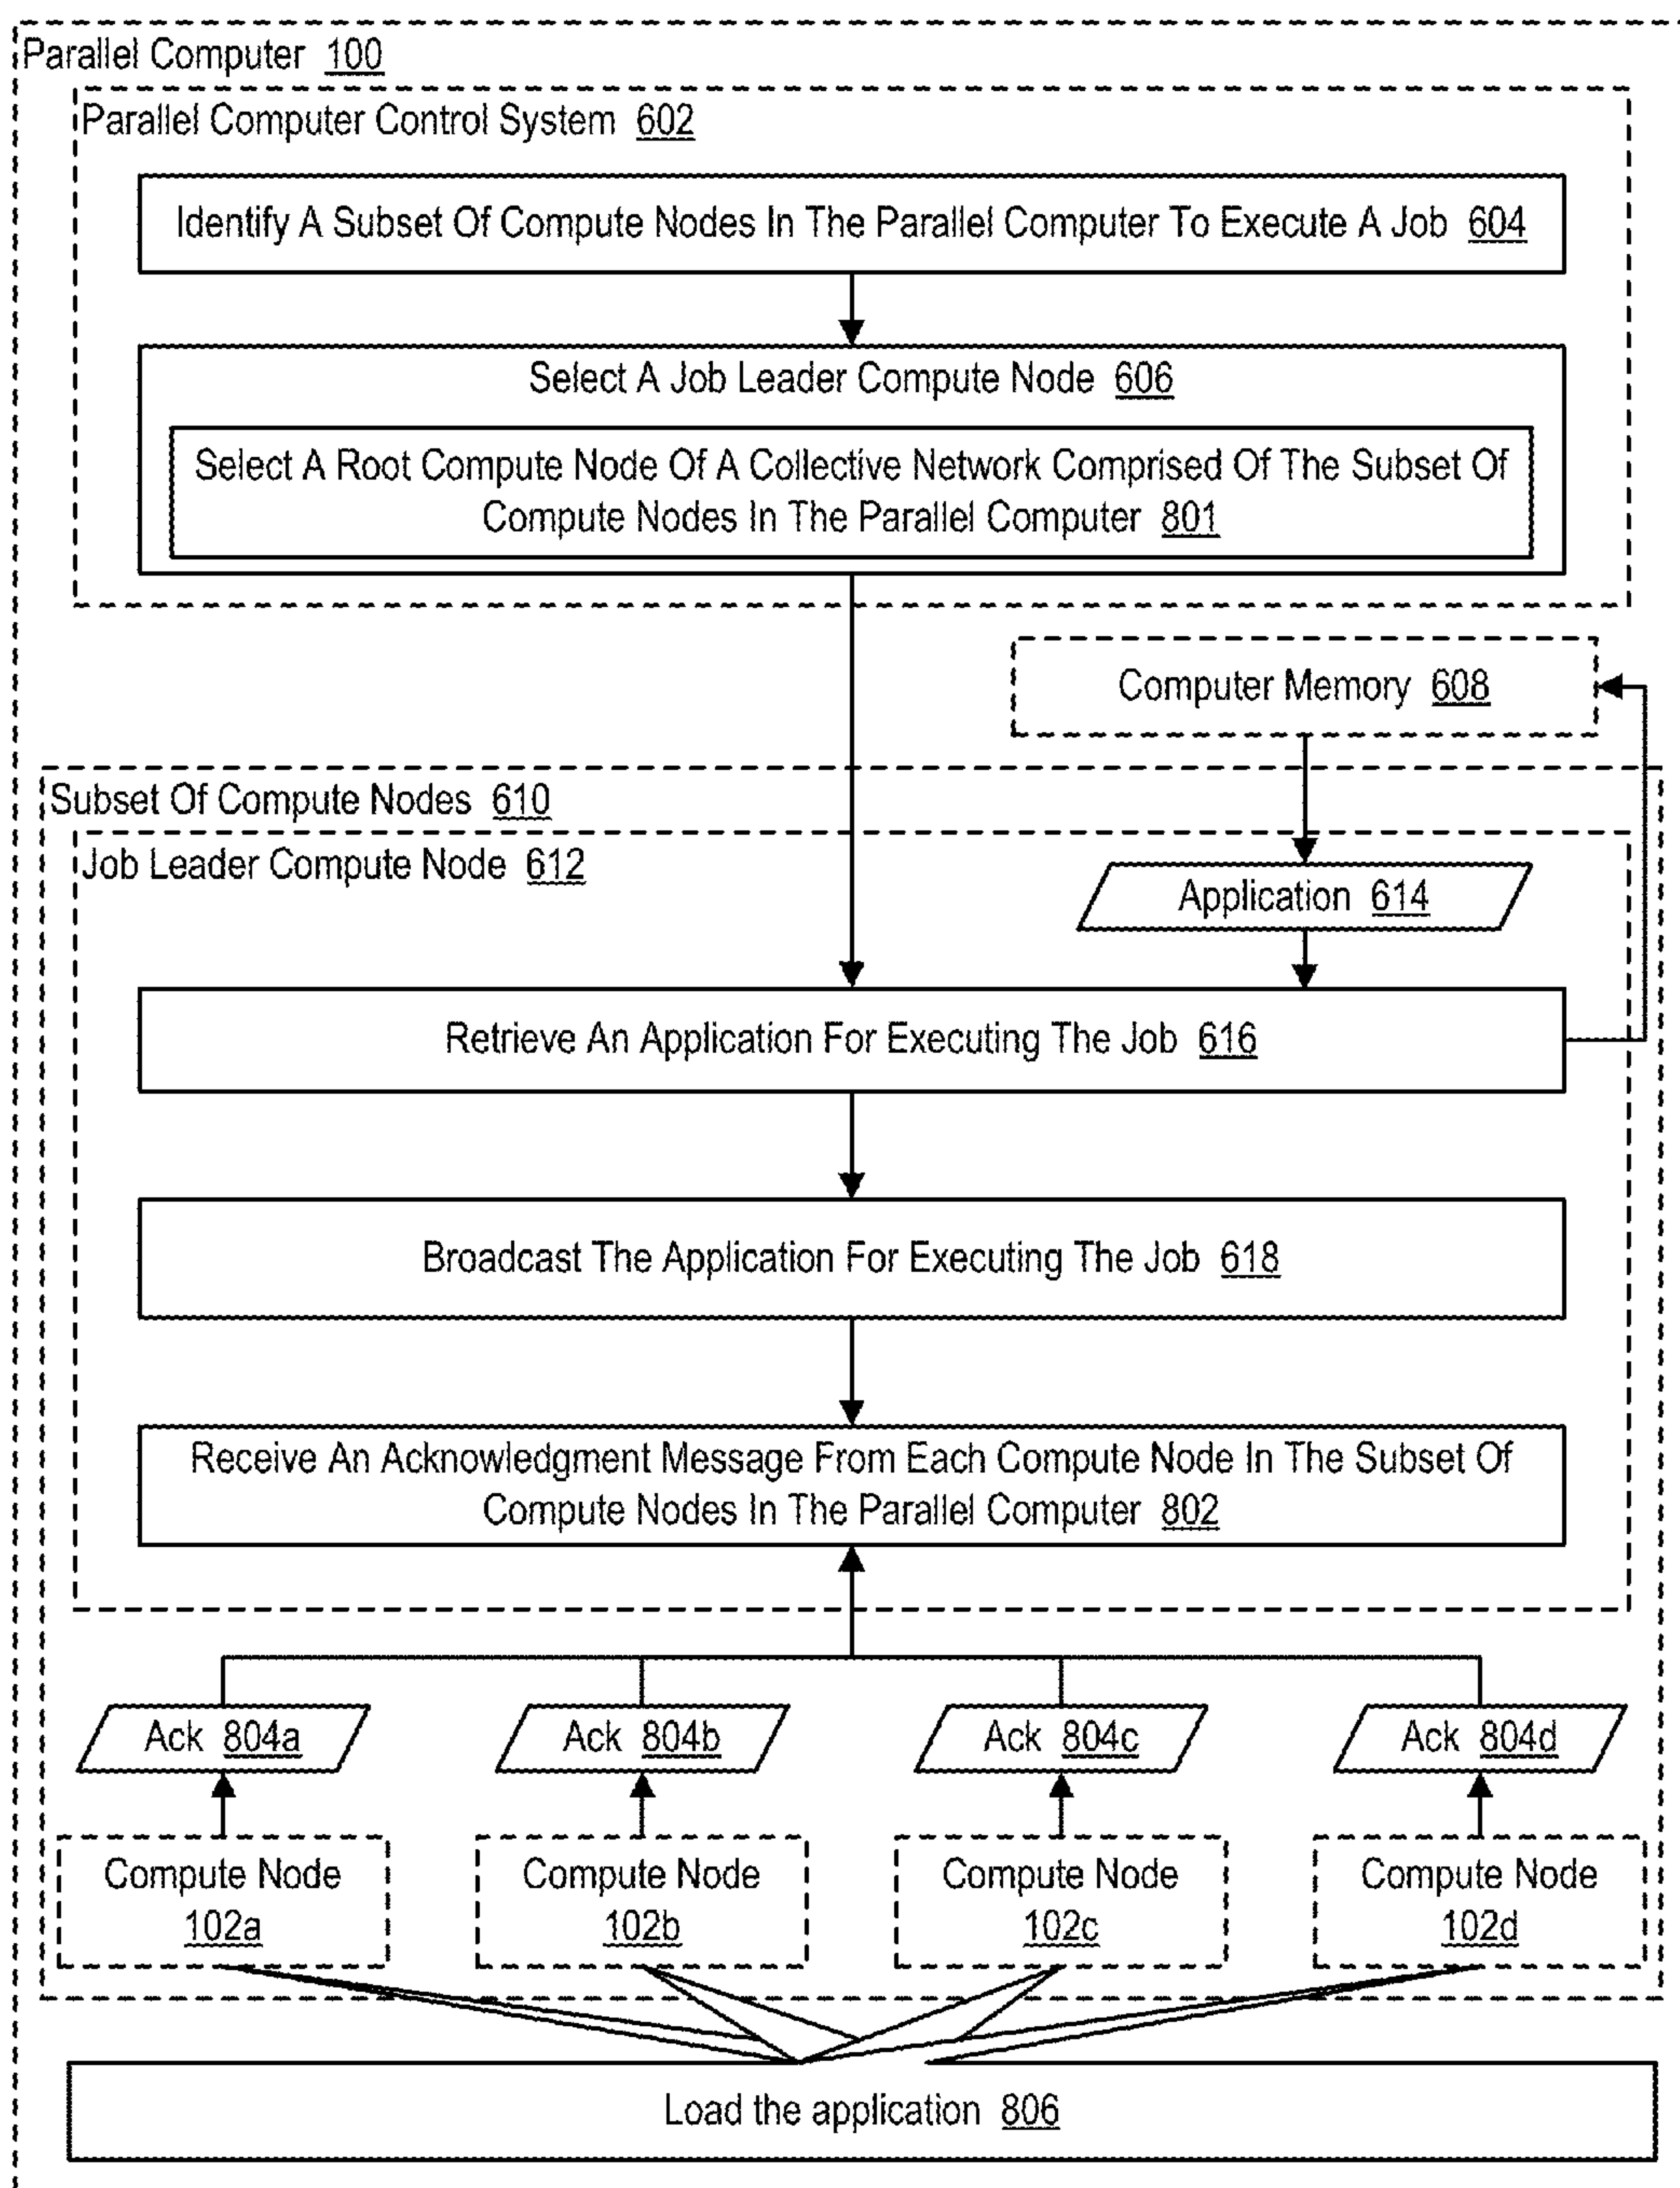 Parallel Computer 100
Parallel Computer Control System 602
Identify A Subset Of Compute Nodes In The Parallel Computer To Execute A Job 604
Select A Job Leader Compute Node 606
Select A Root Compute Node Of A Collective Network Comprised Of The Subset Of
Compute Nodes In The Parallel Computer 801
Computer Memory 608
Subset Of Compute Nodes 610
Job Leader Compute Node 612
Application 614
Retrieve An Application For Executing The Job 616
Broadcast The Application For Executing The Job 618
Receive An Acknowledgment Message From Each Compute Node In The Subset Of
Compute Nodes In The Parallel Computer 802
Ack 804a
Ack 804b
Ack 804c
Ack 804d
Compute Node
102a
Compute Node
102b
Compute Node
102c
Compute Node
102d
Load the application 806